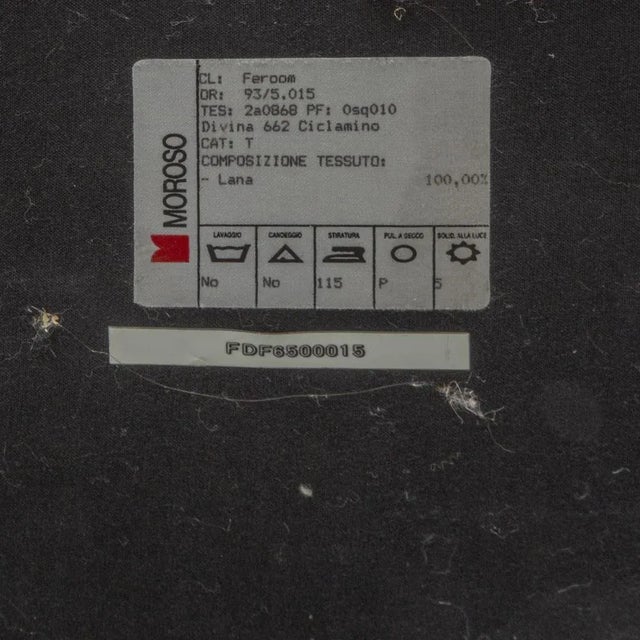 MOROSO
CL: Feroom
OR: 93/5.015
TES: 2a0868 PF: 0sq010
Divina 662 Ciclamino
CAT: T
COMPOSIZIONE TESSUTO:
- Lana 100,00%
LAVAGGIO CANDEGGIO STIRATURA PUL. A SECCO SOLID. ALLA LUCE
No No 115 P 5
FDF6500015